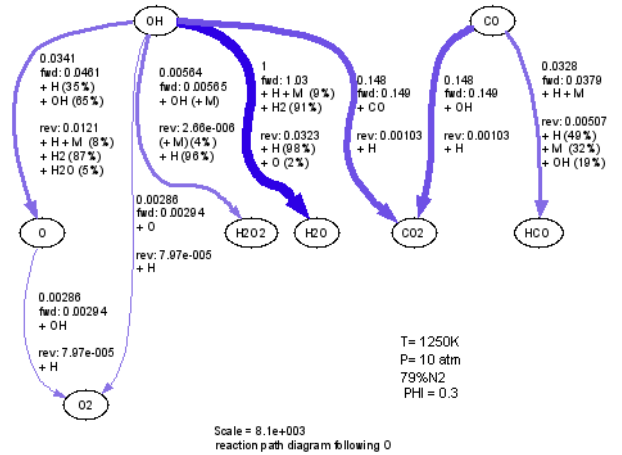 OH
CO
0.0341
fwd: 0.0461
+ H (35%)
+ OH (65%)
rev: 0.0121
+ H + M (8%)
+ H2 (87%)
+ H2O (5%)
0.00564
fwd: 0.00565
+ OH (+ M)
rev: 2.66e-006
(+ M) (4%)
+ H (96%)
1
fwd: 1.03
+ H + M (9%)
+ H2 (91%)
rev: 0.0323
+ H (98%)
+ O (2%)
0.148
fwd: 0.149
+ CO
rev: 0.00103
+ H
0.148
fwd: 0.149
+ OH
rev: 0.00103
+ H
0.0328
fwd: 0.0379
+ H + M
rev: 0.00507
+ H (49%)
+ M (32%)
+ OH (19%)
0.00286
fwd: 0.00294
+ O
rev: 7.97e-005
+ H
O
H2O2
H2O
CO2
HCO
0.00286
fwd: 0.00294
+ OH
rev: 7.97e-005
+ H
O2
T= 1250K
P= 10 atm
79%N2
PHI = 0.3
Scale = 8.1e+003
reaction path diagram following O